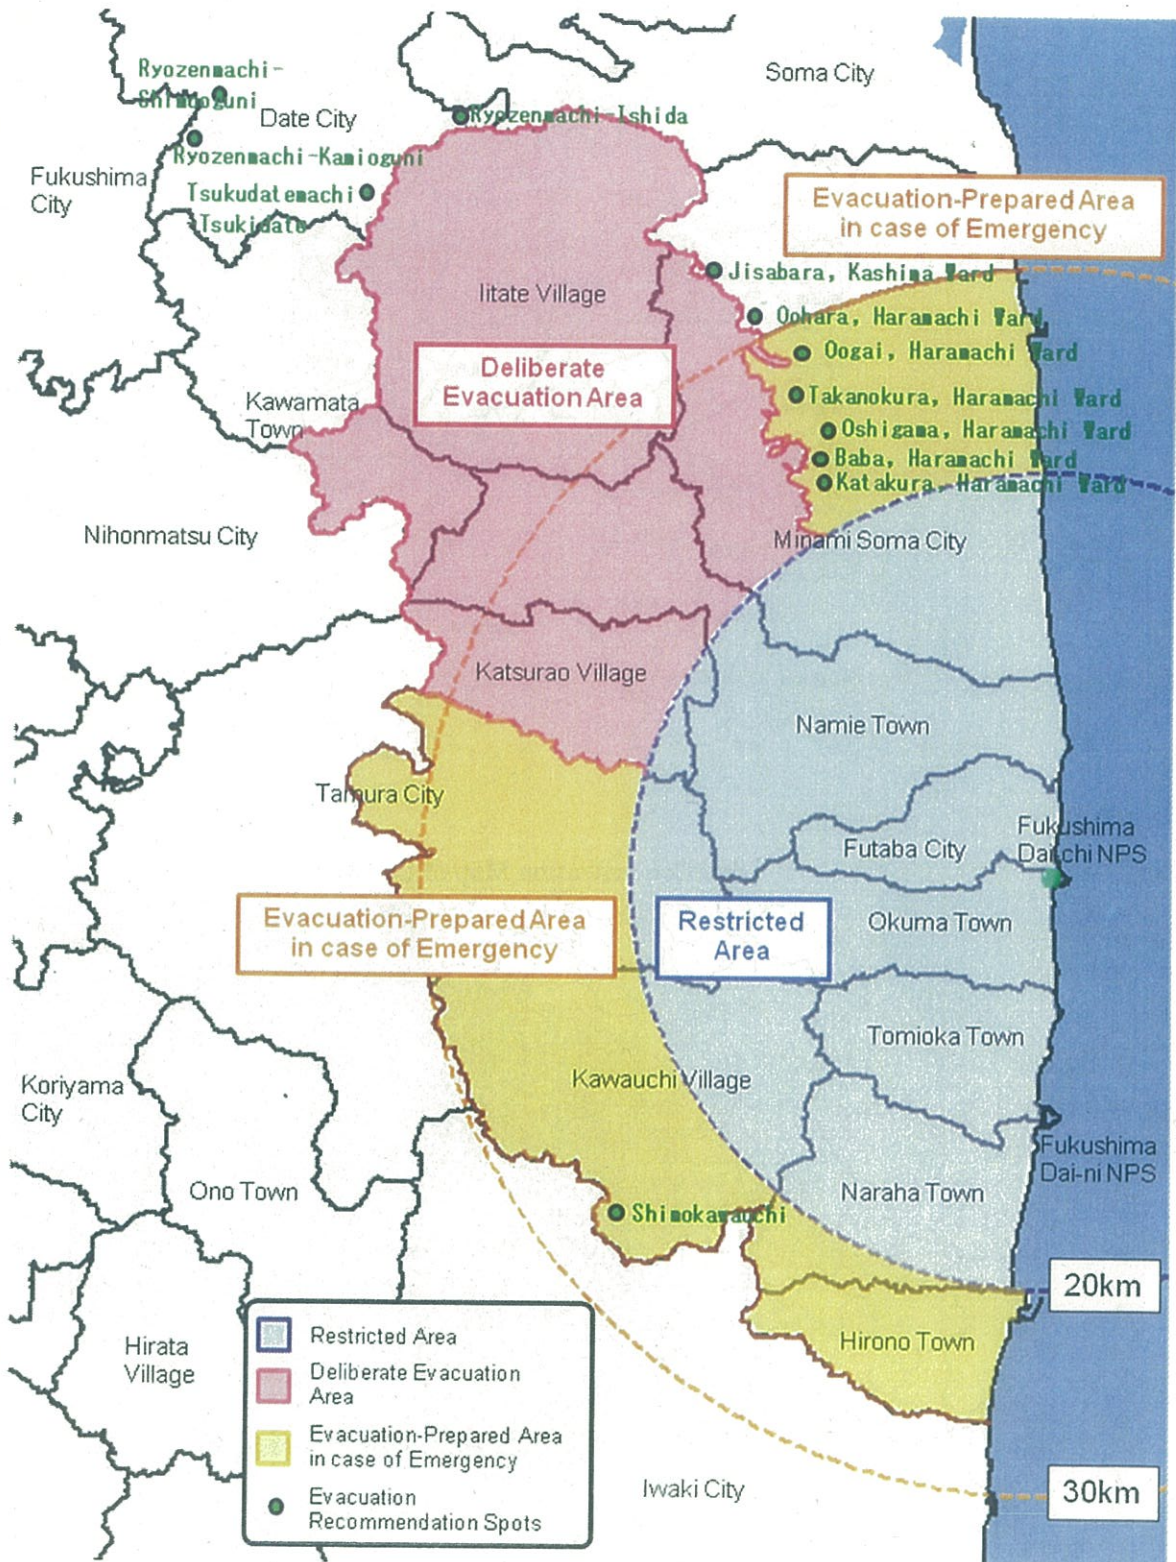 Soma City
Ryozenmachi-
Shimooguni
Date City
Ryozenmachi-Ishida
Ryozenmachi-Kamioguni
Fukushima
City
Tsukudatemachi
Tsukidate
Evacuation-Prepared Area
in case of Emergency
Jisabara, Kashima Ward
Iitate Village
Oohara, Haramachi Ward
Oogai, Haramachi Ward
Deliberate
Evacuation Area
Takanokura, Haramachi Ward
Kawamata
Town
Oshigama, Haramachi Ward
Baba, Haramachi Ward
Katakura, Haramachi Ward
Nihonmatsu City
Minami Soma City
Katsurao Village
Namie Town
Tamura City
Fukushima
Dai-ichi NPS
Futaba City
Evacuation-Prepared Area
in case of Emergency
Restricted
Area
Okuma Town
Tomioka Town
Koriyama
City
Kawauchi Village
Fukushima
Dai-ni NPS
Ono Town
Naraha Town
Shimokawauchi
20km
Hirata
Village
Hirono Town
Restricted Area
Deliberate Evacuation
Area
Evacuation-Prepared Area
in case of Emergency
Evacuation
Recommendation Spots
Iwaki City
30km